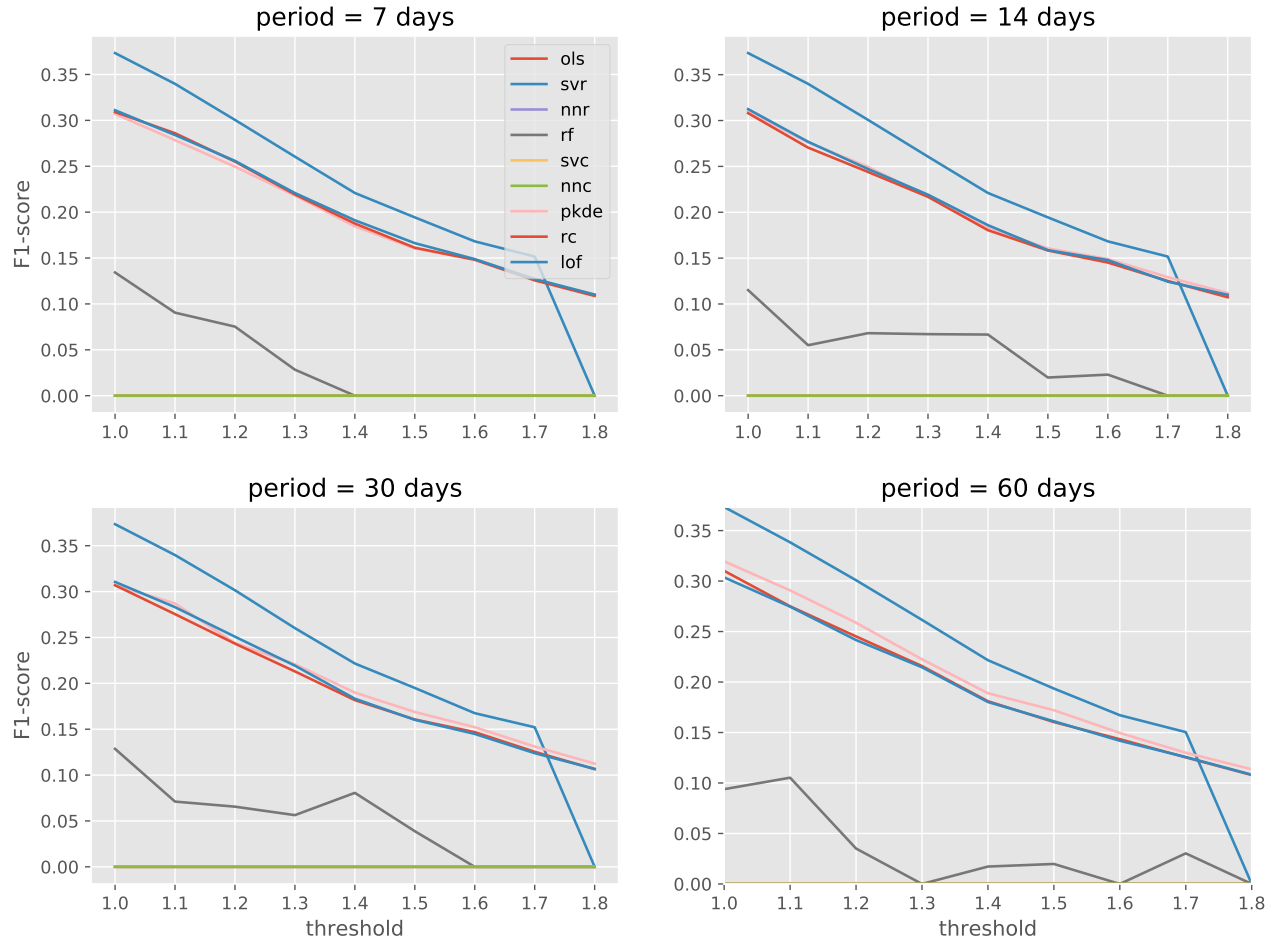 period = 7 days
F1-score
0.35
0.30
0.25
0.20
0.15
0.10
0.05
0.00
1.0 1.1 1.2 1.3 1.4 1.5 1.6 1.7 1.8
ols
svr
nnr
rf
svc
nnc
pkde
rc
lof
period = 14 days
0.35
0.30
0.25
0.20
0.15
0.10
0.05
0.00
1.0 1.1 1.2 1.3 1.4 1.5 1.6 1.7 1.8
period = 30 days
F1-score
0.35
0.30
0.25
0.20
0.15
0.10
0.05
0.00
1.0 1.1 1.2 1.3 1.4 1.5 1.6 1.7 1.8
threshold
period = 60 days
0.35
0.30
0.25
0.20
0.15
0.10
0.05
0.00
1.0 1.1 1.2 1.3 1.4 1.5 1.6 1.7 1.8
threshold